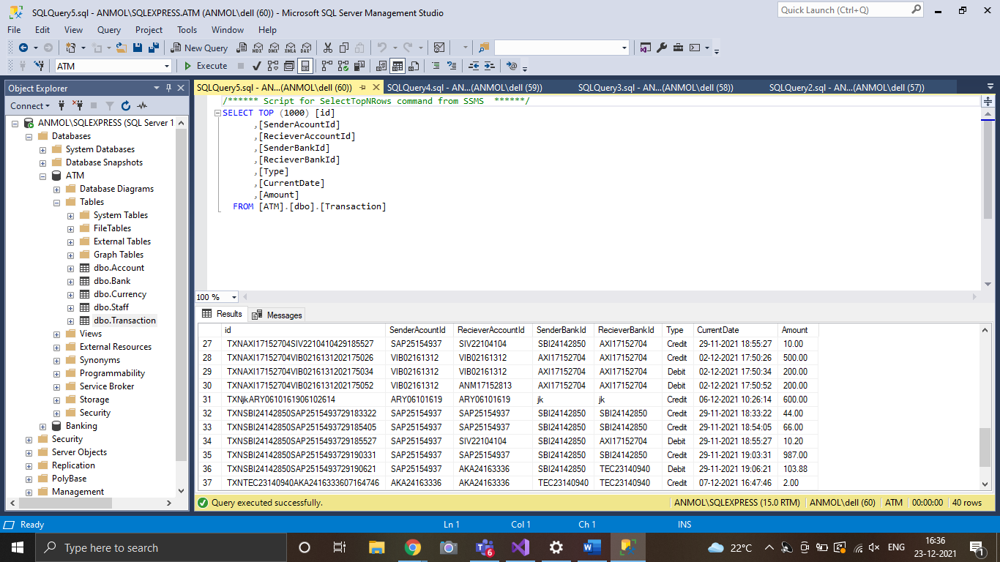 SQLQuery5.sql - ANMOL\SQLEXPRESS.ATM (ANMOL\dell (60)) - Microsoft SQL Server Management Studio
Quick Launch (Ctrl+Q)
File Edit View Query Project Tools Window Help
New Query MDX DMX XMLA DAX
ATM Execute
Object Explorer
Connect
ANMOL\SQLEXPRESS (SQL Server 1
Databases
System Databases
Database Snapshots
ATM
Database Diagrams
Tables
System Tables
FileTables
External Tables
Graph Tables
dbo.Account
dbo.Bank
dbo.Currency
dbo.Staff
dbo.Transaction
Views
External Resources
Synonyms
Programmability
Service Broker
Storage
Security
Banking
Security
Server Objects
Replication
PolyBase
Management
SQLQuery5.sql - AN...(ANMOL\dell (60)) SQLQuery4.sql - AN...(ANMOL\dell (59)) SQLQuery3.sql - AN...(ANMOL\dell (58)) SQLQuery2.sql - AN...(ANMOL\dell (57))
/****** Script for SelectTopNRows command from SSMS  ******/
SELECT TOP (1000) [id]
,[SenderAcountId]
,[RecieverAccountId]
,[SenderBankId]
,[RecieverBankId]
,[Type]
,[CurrentDate]
,[Amount]
FROM [ATM].[dbo].[Transaction]
100 %
Results Messages
id SenderAcountId RecieverAccountId SenderBankId RecieverBankId Type CurrentDate Amount
27 TXNAXI17152704SIV2210410429185527 SAP25154937 SIV22104104 SBI24142850 AXI17152704 Credit 29-11-2021 18:55:27 10.00
28 TXNAXI17152704VIB0216131202175026 VIB02161312 VIB02161312 AXI17152704 AXI17152704 Credit 02-12-2021 17:50:26 500.00
29 TXNAXI17152704VIB0216131202175034 VIB02161312 VIB02161312 AXI17152704 AXI17152704 Debit 02-12-2021 17:50:34 200.00
30 TXNAXI17152704VIB0216131202175052 VIB02161312 ANM17152813 AXI17152704 AXI17152704 Debit 02-12-2021 17:50:52 200.00
31 TXNjkARY0610161906102614 ARY06101619 ARY06101619 jk jk Credit 06-12-2021 10:26:14 600.00
32 TXNSBI24142850SAP2515493729183322 SAP25154937 SAP25154937 SBI24142850 SBI24142850 Credit 29-11-2021 18:33:22 44.00
33 TXNSBI24142850SAP2515493729185405 SAP25154937 SAP25154937 SBI24142850 SBI24142850 Credit 29-11-2021 18:54:05 66.00
34 TXNSBI24142850SAP2515493729185527 SAP25154937 SIV22104104 SBI24142850 AXI17152704 Debit 29-11-2021 18:55:27 10.20
35 TXNSBI24142850SAP2515493729190331 SAP25154937 SAP25154937 SBI24142850 SBI24142850 Credit 29-11-2021 19:03:31 987.00
36 TXNSBI24142850SAP2515493729190621 SAP25154937 AKA24163336 SBI24142850 TEC23140940 Debit 29-11-2021 19:06:21 103.88
37 TXNTEC23140940AKA2416333607164746 AKA24163336 AKA24163336 TEC23140940 TEC23140940 Credit 07-12-2021 16:47:46 2.00
Query executed successfully. ANMOL\SQLEXPRESS (15.0 RTM) ANMOL\dell (60) ATM 00:00:00 40 rows
Ready Ln 1 Col 1 Ch 1 INS
Type here to search 6 22°C ENG 16:36
23-12-2021 1